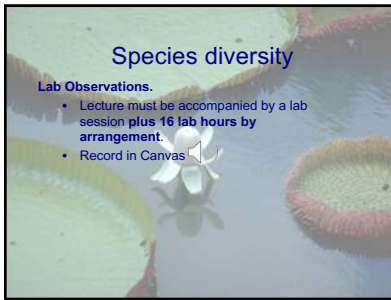 Species diversity
Lab Observations.
• Lecture must be accompanied by a lab
session plus 16 lab hours by
arrangement.
• Record in Canvas